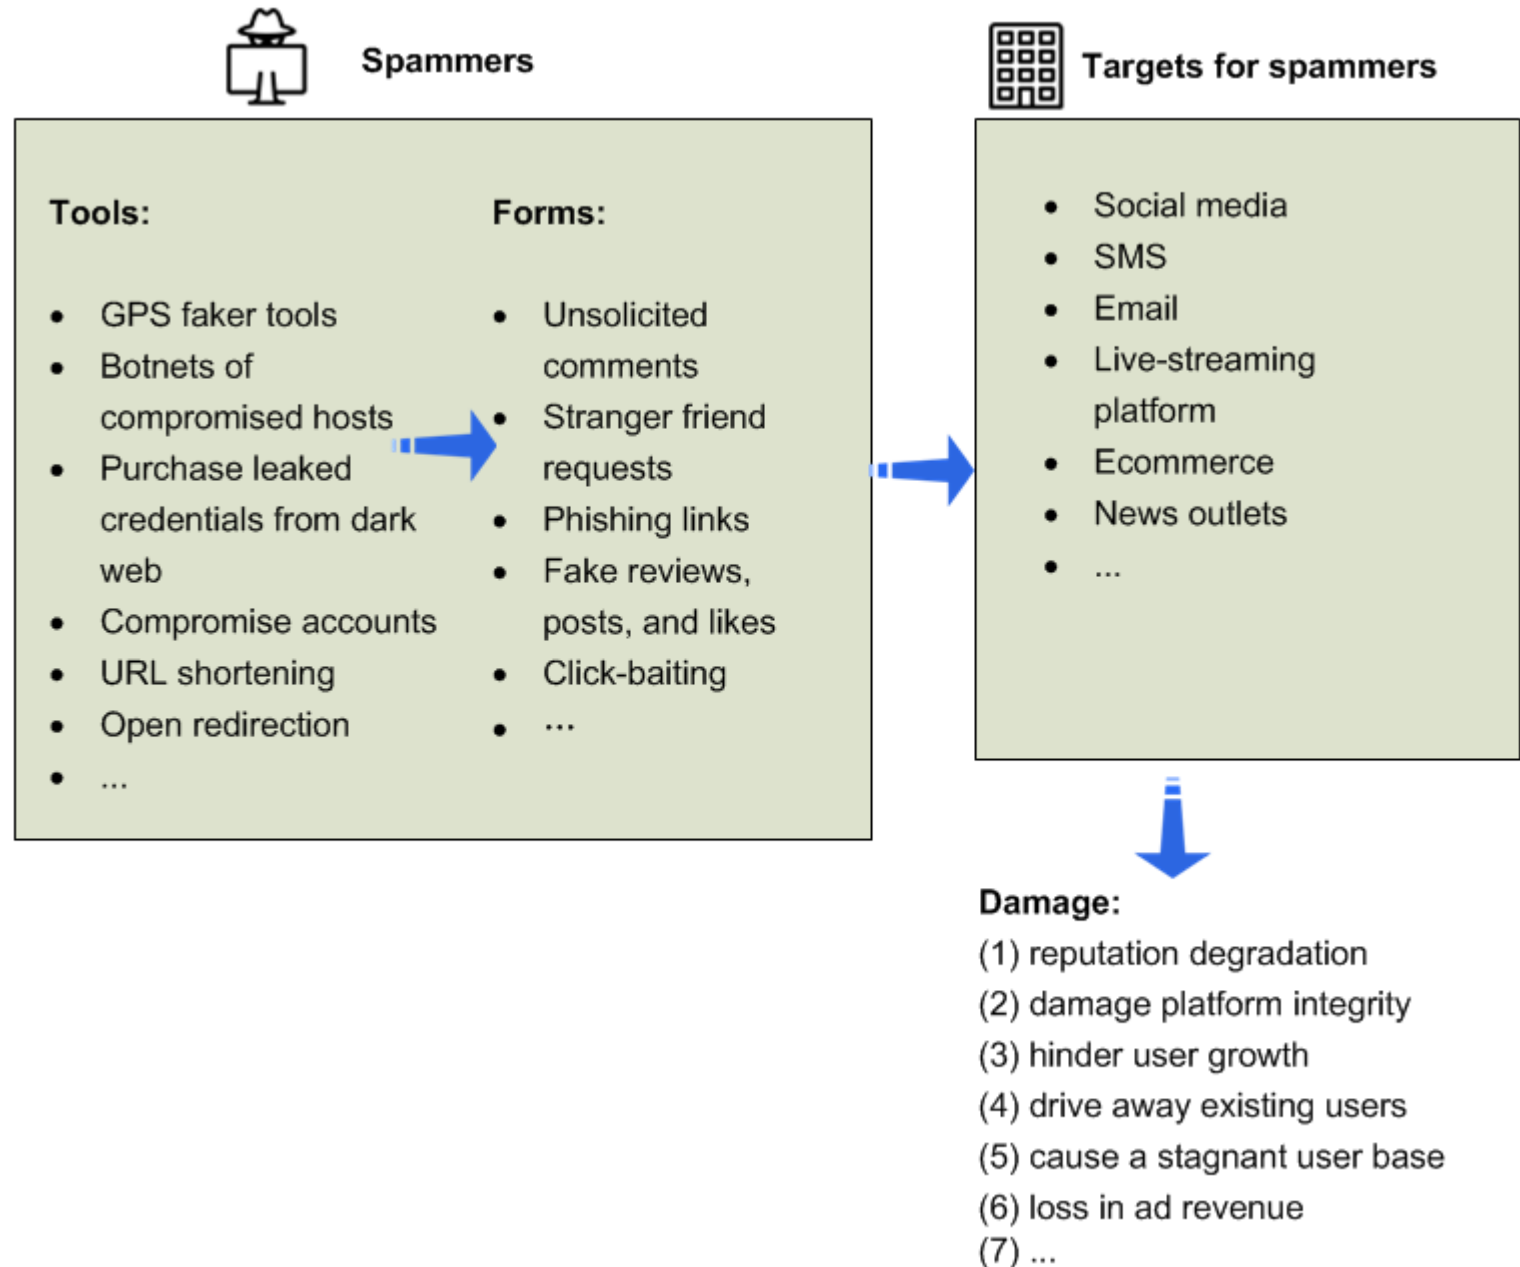 Spammers
Tools:
GPS faker tools
Botnets of
compromised hosts
Purchase leaked
credentials from dark
web
Compromise accounts
URL shortening
Open redirection
...
Forms:
Unsolicited
comments
Stranger friend
requests
Phishing links
Fake reviews,
posts, and likes
Click-baiting
...
Targets for spammers
Social media
SMS
Email
Live-streaming
platform
Ecommerce
News outlets
...
Damage:
(1) reputation degradation
(2) damage platform integrity
(3) hinder user growth
(4) drive away existing users
(5) cause a stagnant user base
(6) loss in ad revenue
(7) ...